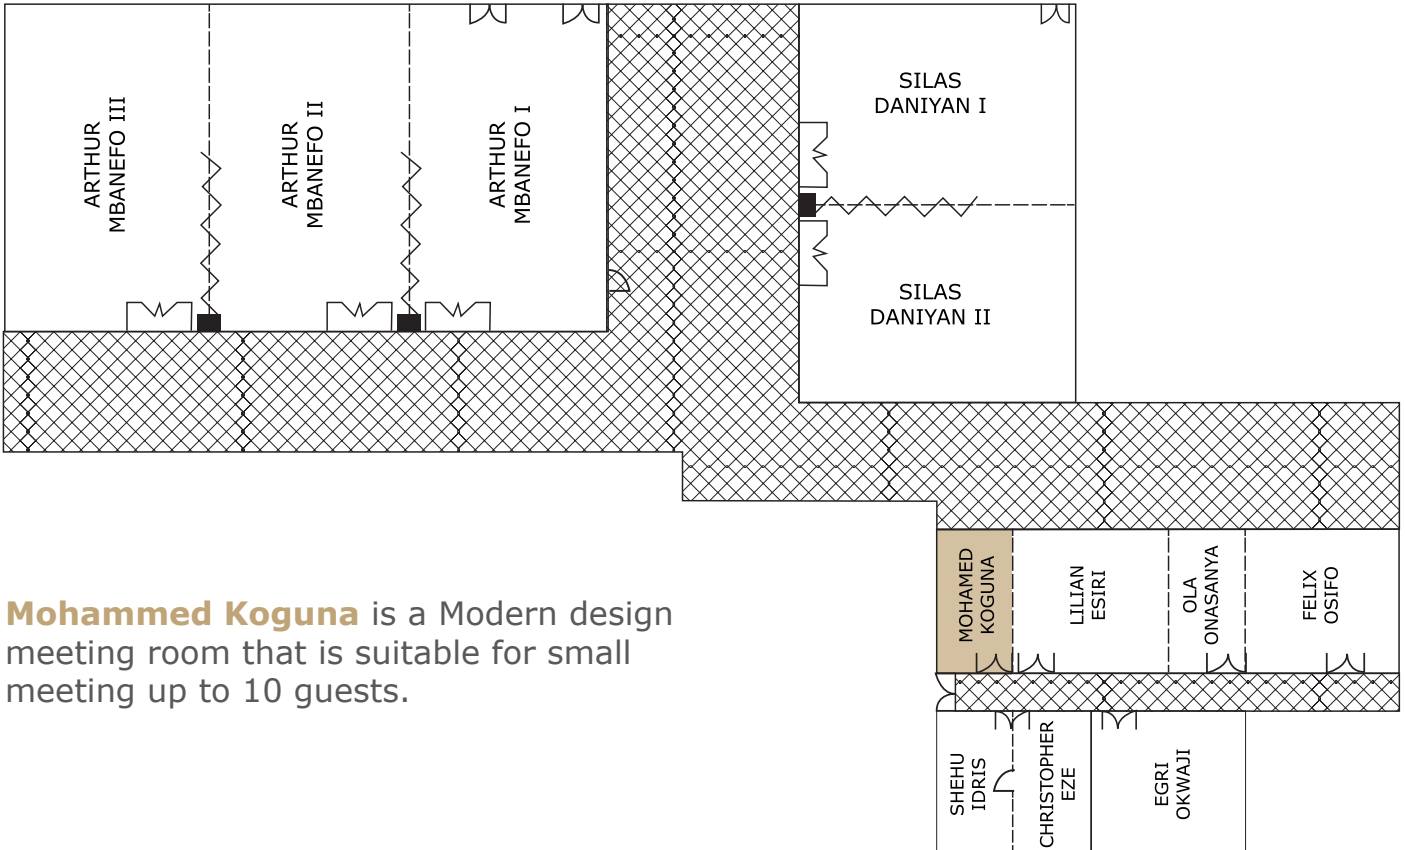 ARTHUR
MBANEFO III
ARTHUR
MBANEFO II
ARTHUR
MBANEFO I
SILAS
DANIYAN I
SILAS
DANIYAN II
MOHAMED
KOGUNA
LILIAN
ESIRI
OLA
ONASANYA
FELIX
OSIFO
Mohammed Koguna is a Modern design
meeting room that is suitable for small
meeting up to 10 guests.
SHEHU
IDRIS
CHRISTOPHER
EZE
EGRI
OKWAJI